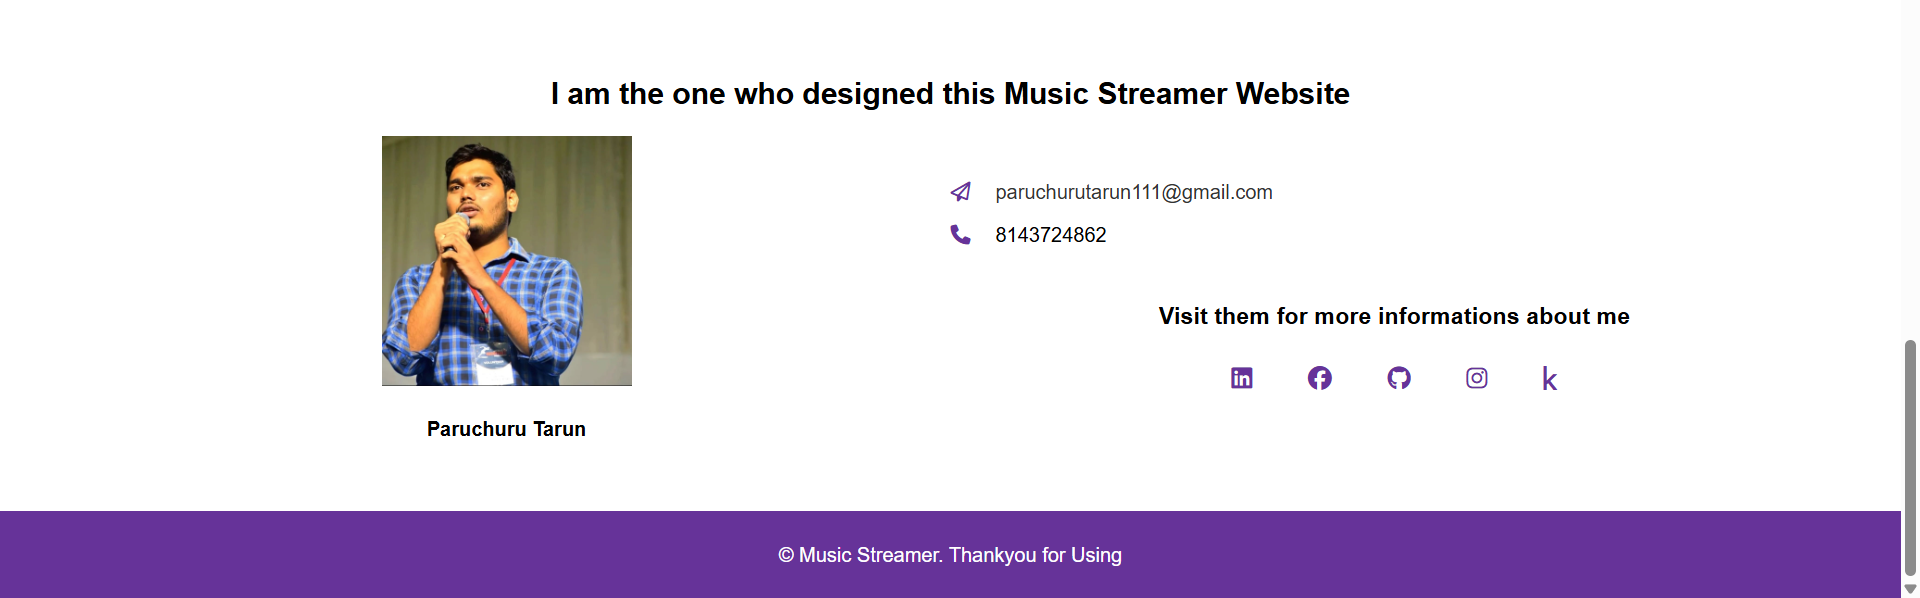 I am the one who designed this Music Streamer Website
paruchurutarun111@gmail.com
8143724862
Visit them for more informations about me
Paruchuru Tarun
© Music Streamer. Thankyou for Using